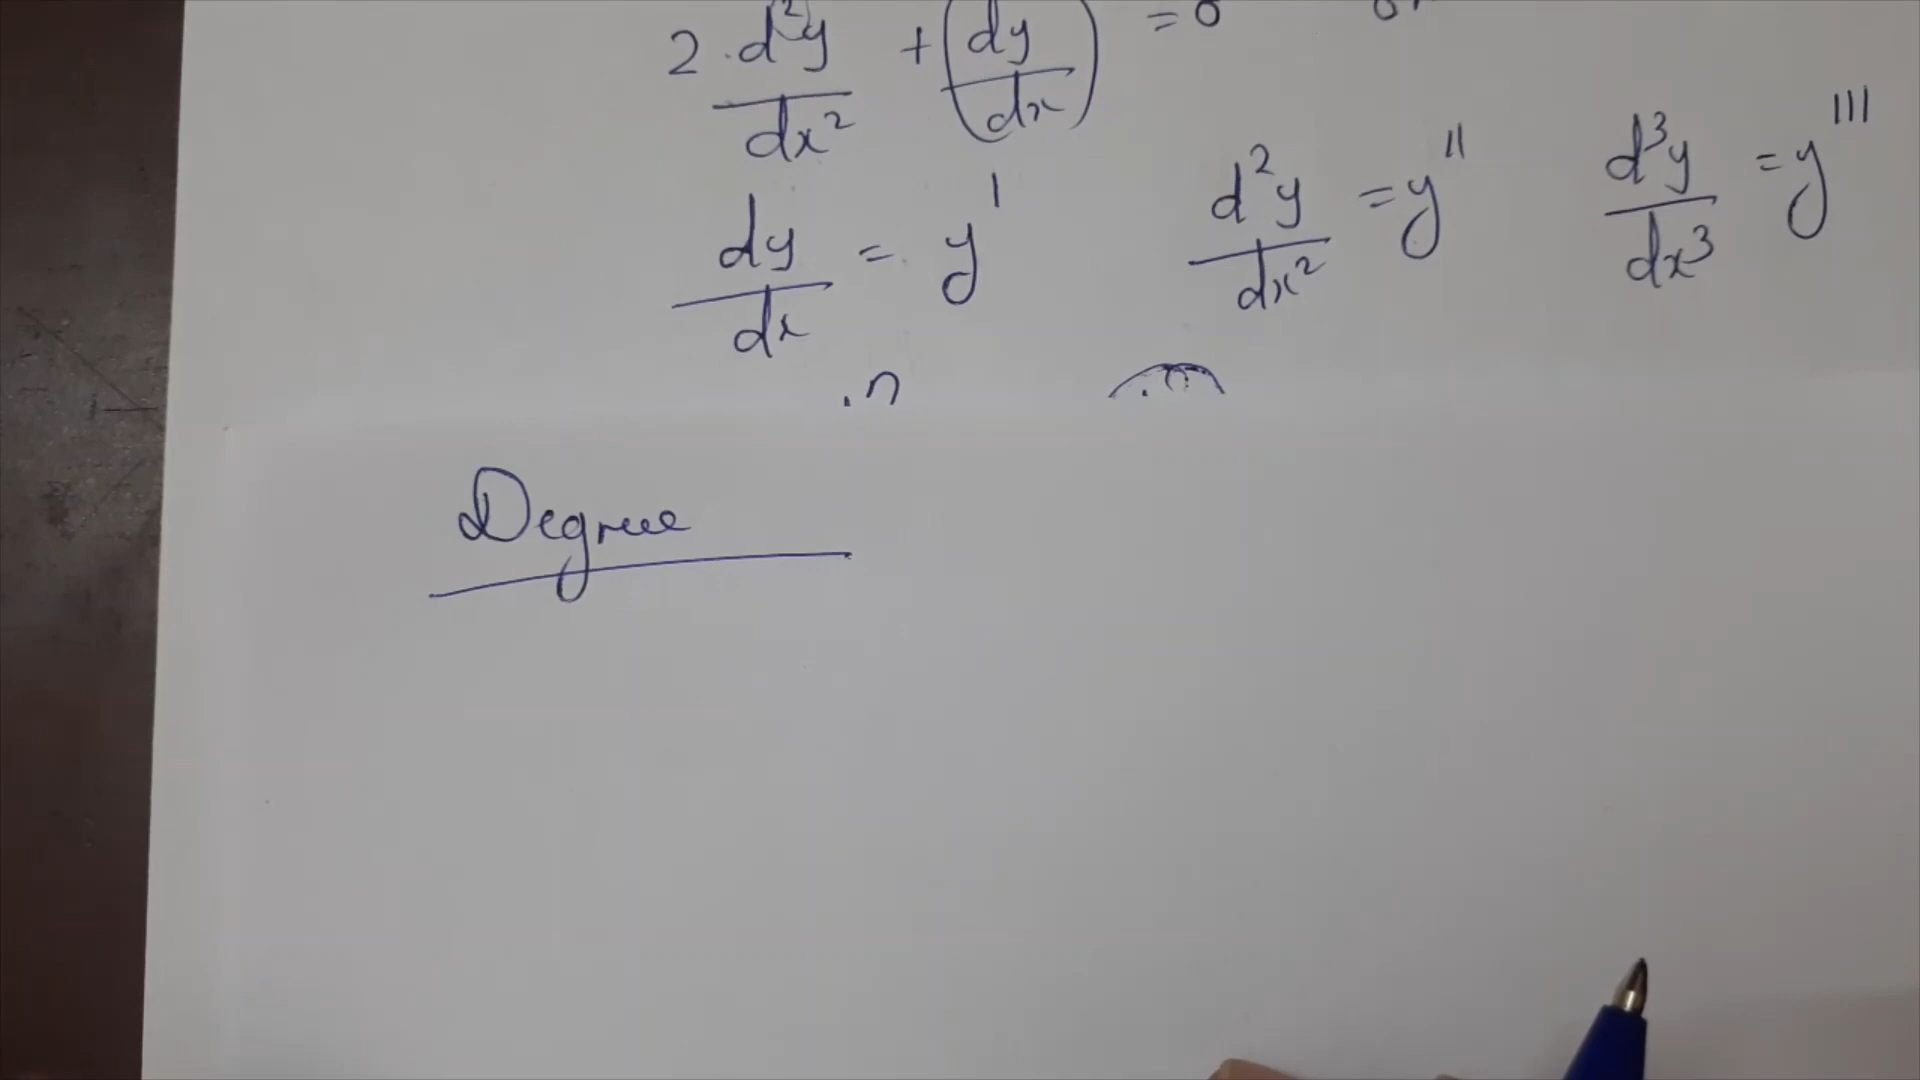 2 . d²y/dx² + (dy/dx) = 0
dy/dx = y' d²y/dx² = y'' d³y/dx³ = y'''
.n
Degree